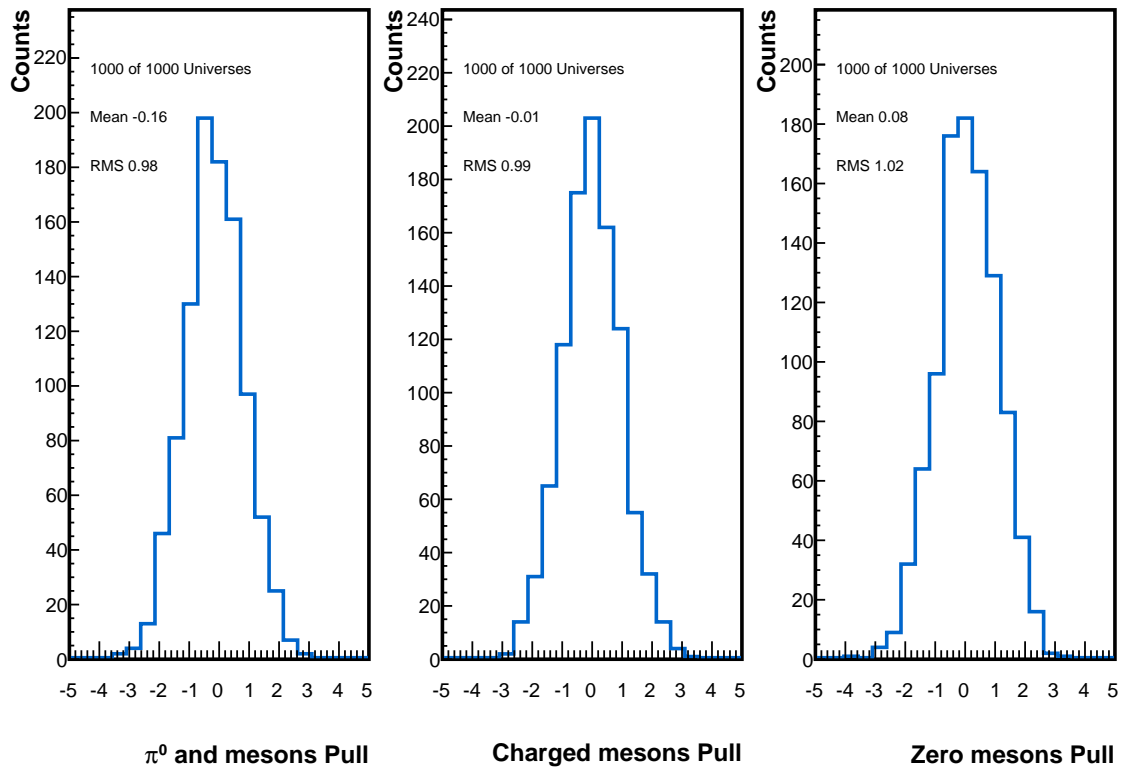 Counts
220
200
180
160
140
120
100
80
60
40
20
0
1000 of 1000 Universes
Mean -0.16
RMS 0.98
-5 -4 -3 -2 -1 0 1 2 3 4 5
π⁰ and mesons Pull
Counts
240
220
200
180
160
140
120
100
80
60
40
20
0
1000 of 1000 Universes
Mean -0.01
RMS 0.99
-5 -4 -3 -2 -1 0 1 2 3 4 5
Charged mesons Pull
Counts
200
180
160
140
120
100
80
60
40
20
0
1000 of 1000 Universes
Mean 0.08
RMS 1.02
-5 -4 -3 -2 -1 0 1 2 3 4 5
Zero mesons Pull